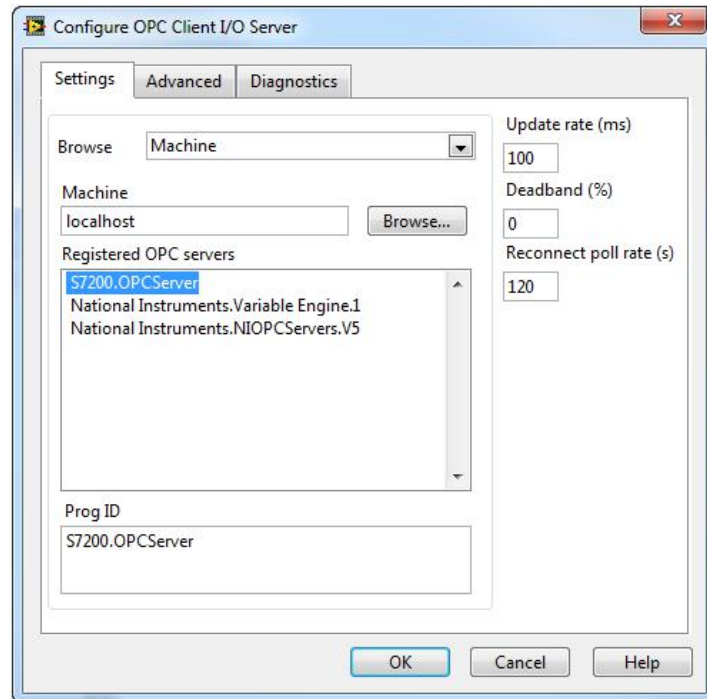 Configure OPC Client I/O Server
Settings
Advanced
Diagnostics
Browse
Machine
Machine
localhost
Browse...
Registered OPC servers
S7200.OPCServer
National Instruments.Variable Engine.1
National Instruments.NIOPCServers.V5
Prog ID
S7200.OPCServer
Update rate (ms)
100
Deadband (%)
0
Reconnect poll rate (s)
120
OK
Cancel
Help